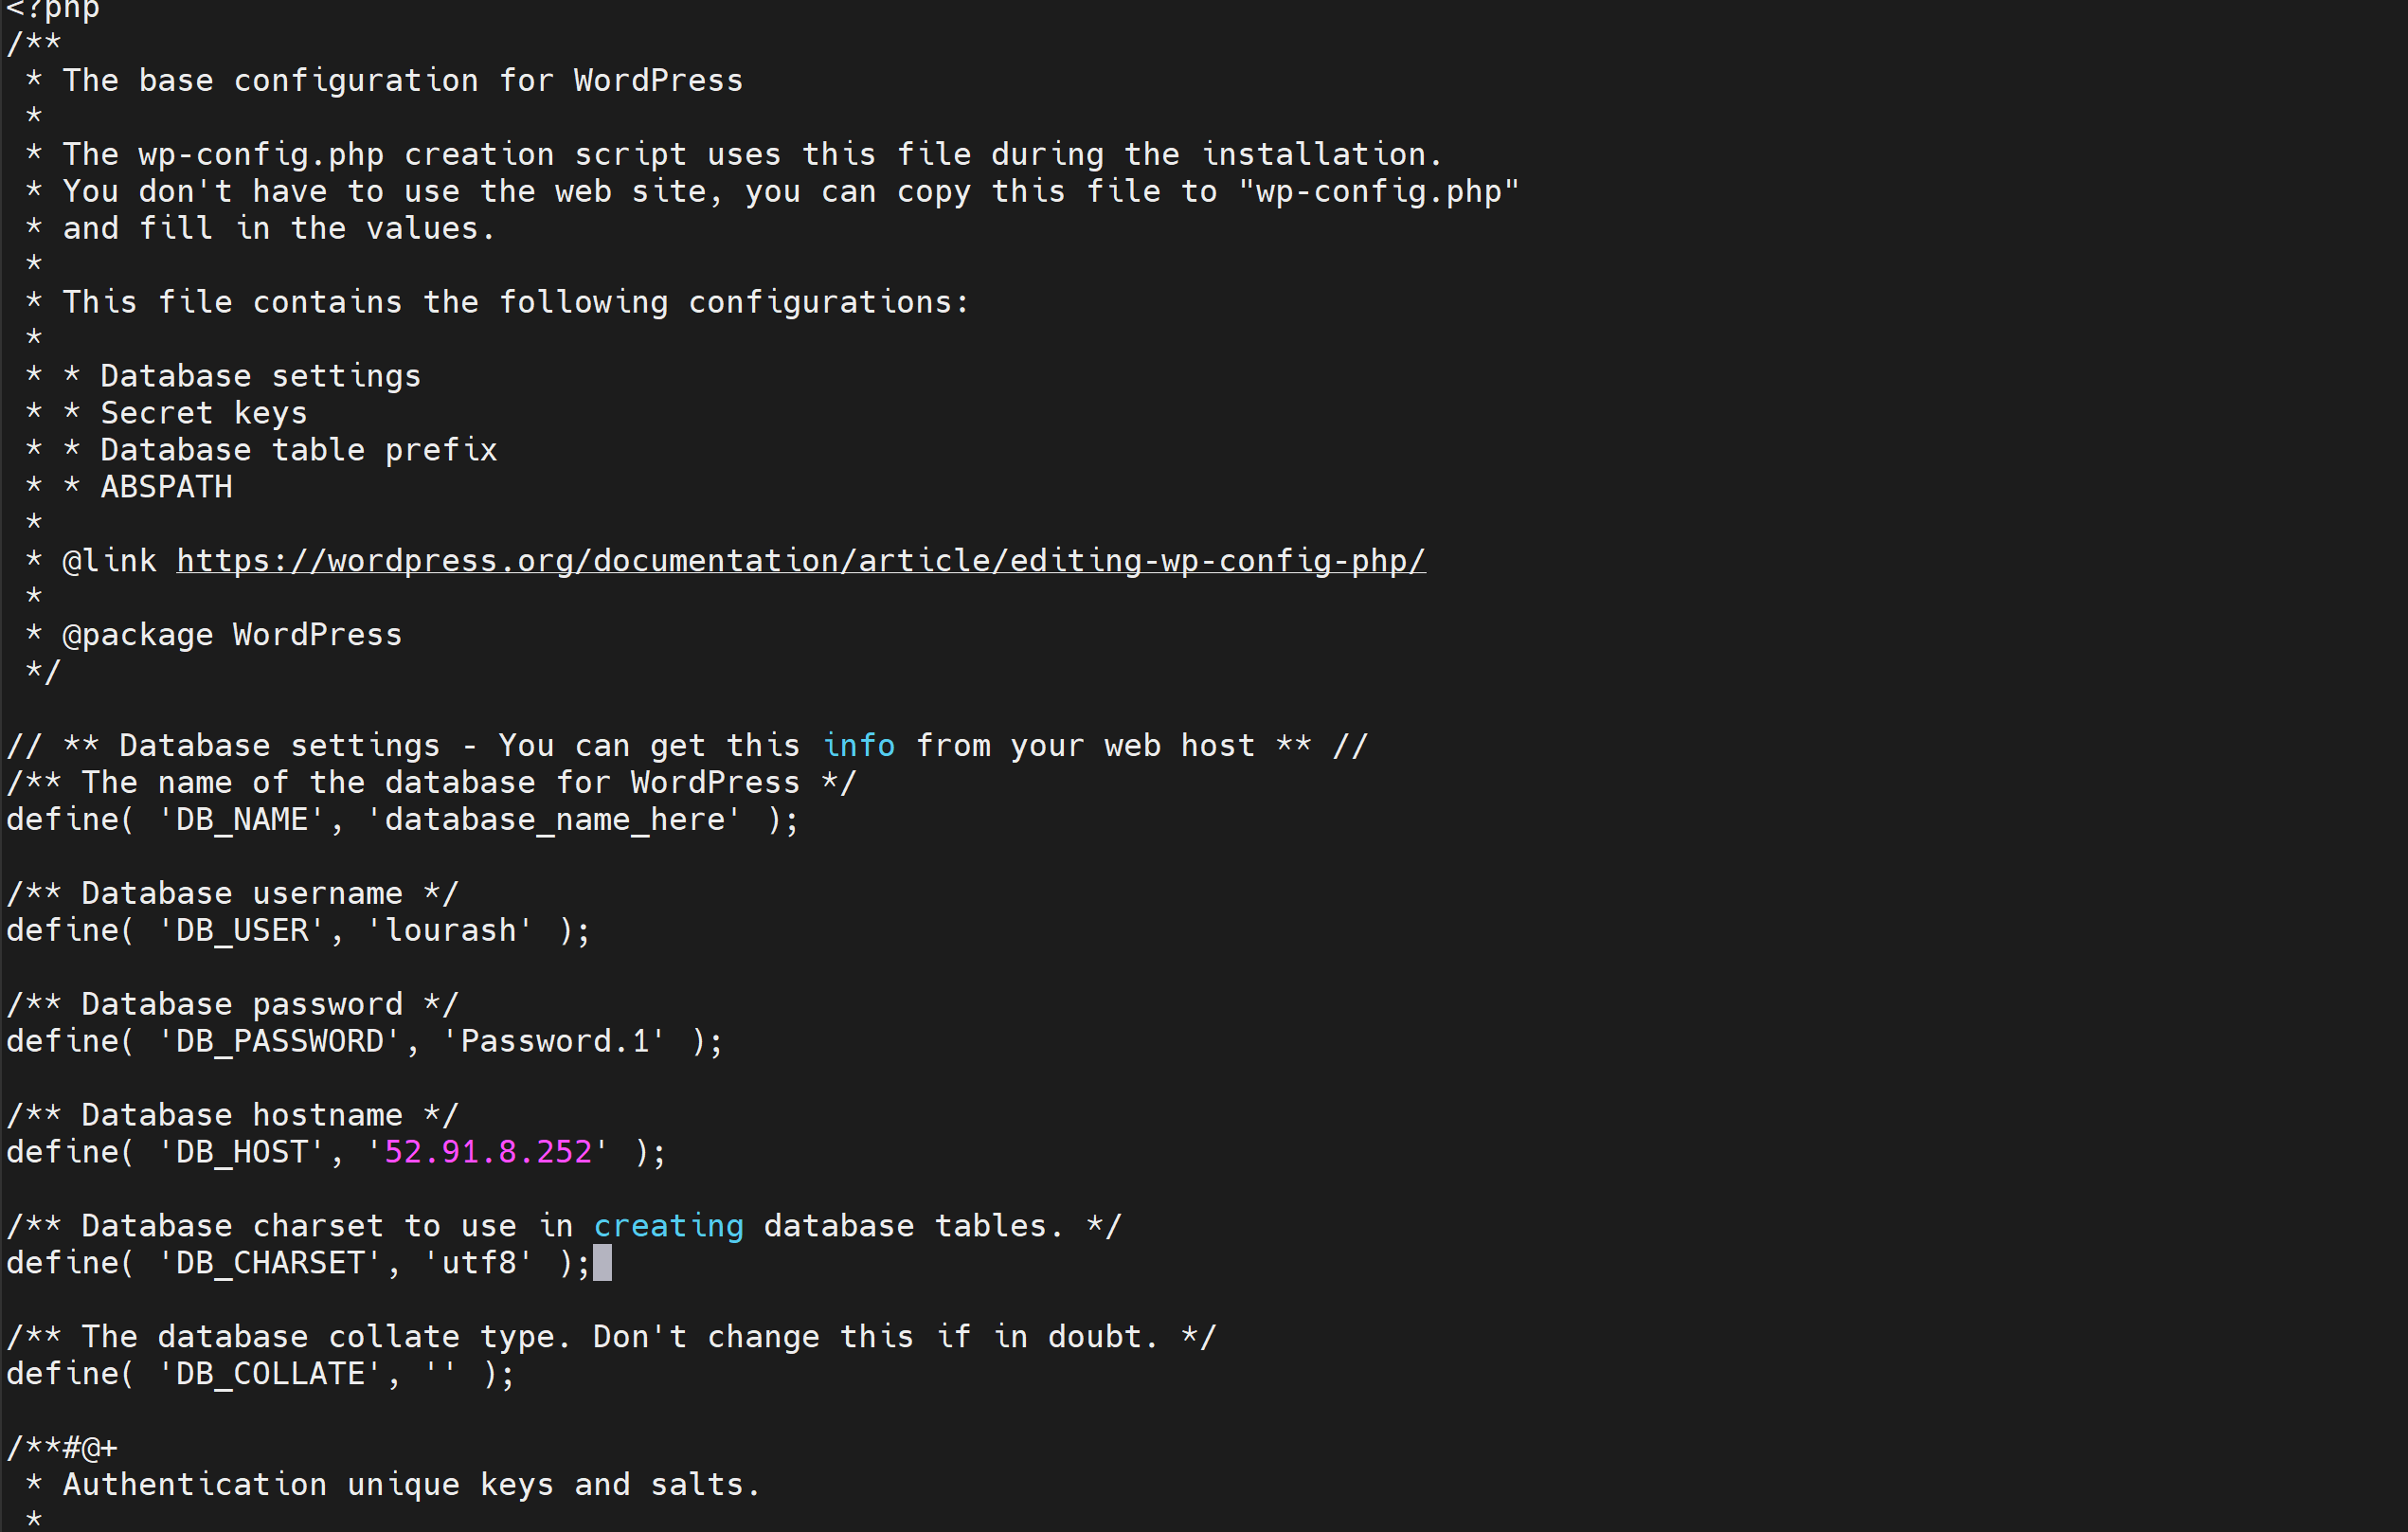 <?php
/**
 * The base configuration for WordPress
 *
 * The wp-config.php creation script uses this file during the installation.
 * You don't have to use the web site, you can copy this file to "wp-config.php"
 * and fill in the values.
 *
 * This file contains the following configurations:
 *
 * * Database settings
 * * Secret keys
 * * Database table prefix
 * * ABSPATH
 *
 * @link https://wordpress.org/documentation/article/editing-wp-config-php/
 *
 * @package WordPress
 */

// ** Database settings - You can get this info from your web host ** //
/** The name of the database for WordPress */
define( 'DB_NAME', 'database_name_here' );

/** Database username */
define( 'DB_USER', 'lourash' );

/** Database password */
define( 'DB_PASSWORD', 'Password.1' );

/** Database hostname */
define( 'DB_HOST', '52.91.8.252' );

/** Database charset to use in creating database tables. */
define( 'DB_CHARSET', 'utf8' );

/** The database collate type. Don't change this if in doubt. */
define( 'DB_COLLATE', '' );

/**#@+
 * Authentication unique keys and salts.
 *